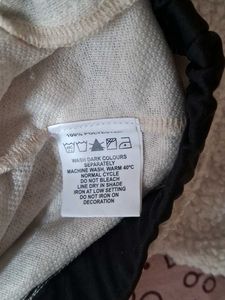 100% POLYESTER
WASH DARK COLOURS
SEPARATELY
MACHINE WASH, WARM 40°C
NORMAL CYCLE
DO NOT BLEACH
LINE DRY IN SHADE
IRON AT LOW SETTING
DO NOT IRON ON
DECORATION